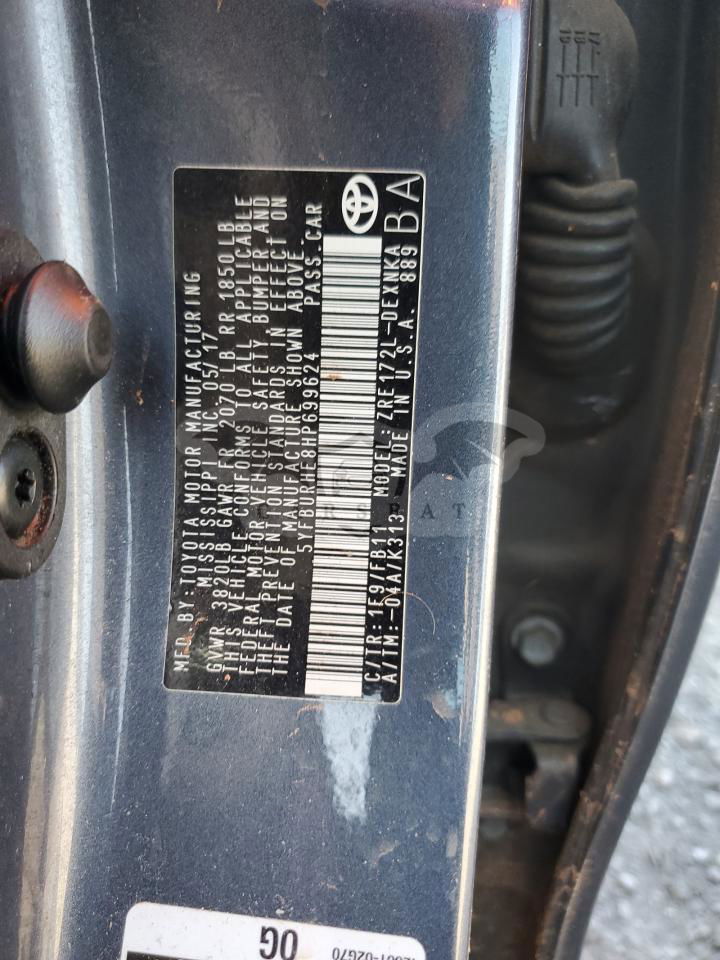 MFD BY: TOYOTA MOTOR MANUFACTURING
MISSISSIPPI INC. 05/17
GVWR 3820LB GAWR FR 2070 LB RR 1850 LB
THIS VEHICLE CONFORMS TO ALL APPLICABLE
FEDERAL MOTOR VEHICLE SAFETY, BUMPER AND
THEFT PREVENTION STANDARDS IN EFFECT ON
THE DATE OF MANUFACTURE SHOWN ABOVE.
5YFBURHE8HP699624 PASS.CAR
C/TR: 1F9/FB11 MODEL: ZRE172L-DEXNKA
A/TM: -04A/K313 MADE IN U.S.A. 889
BA
0G